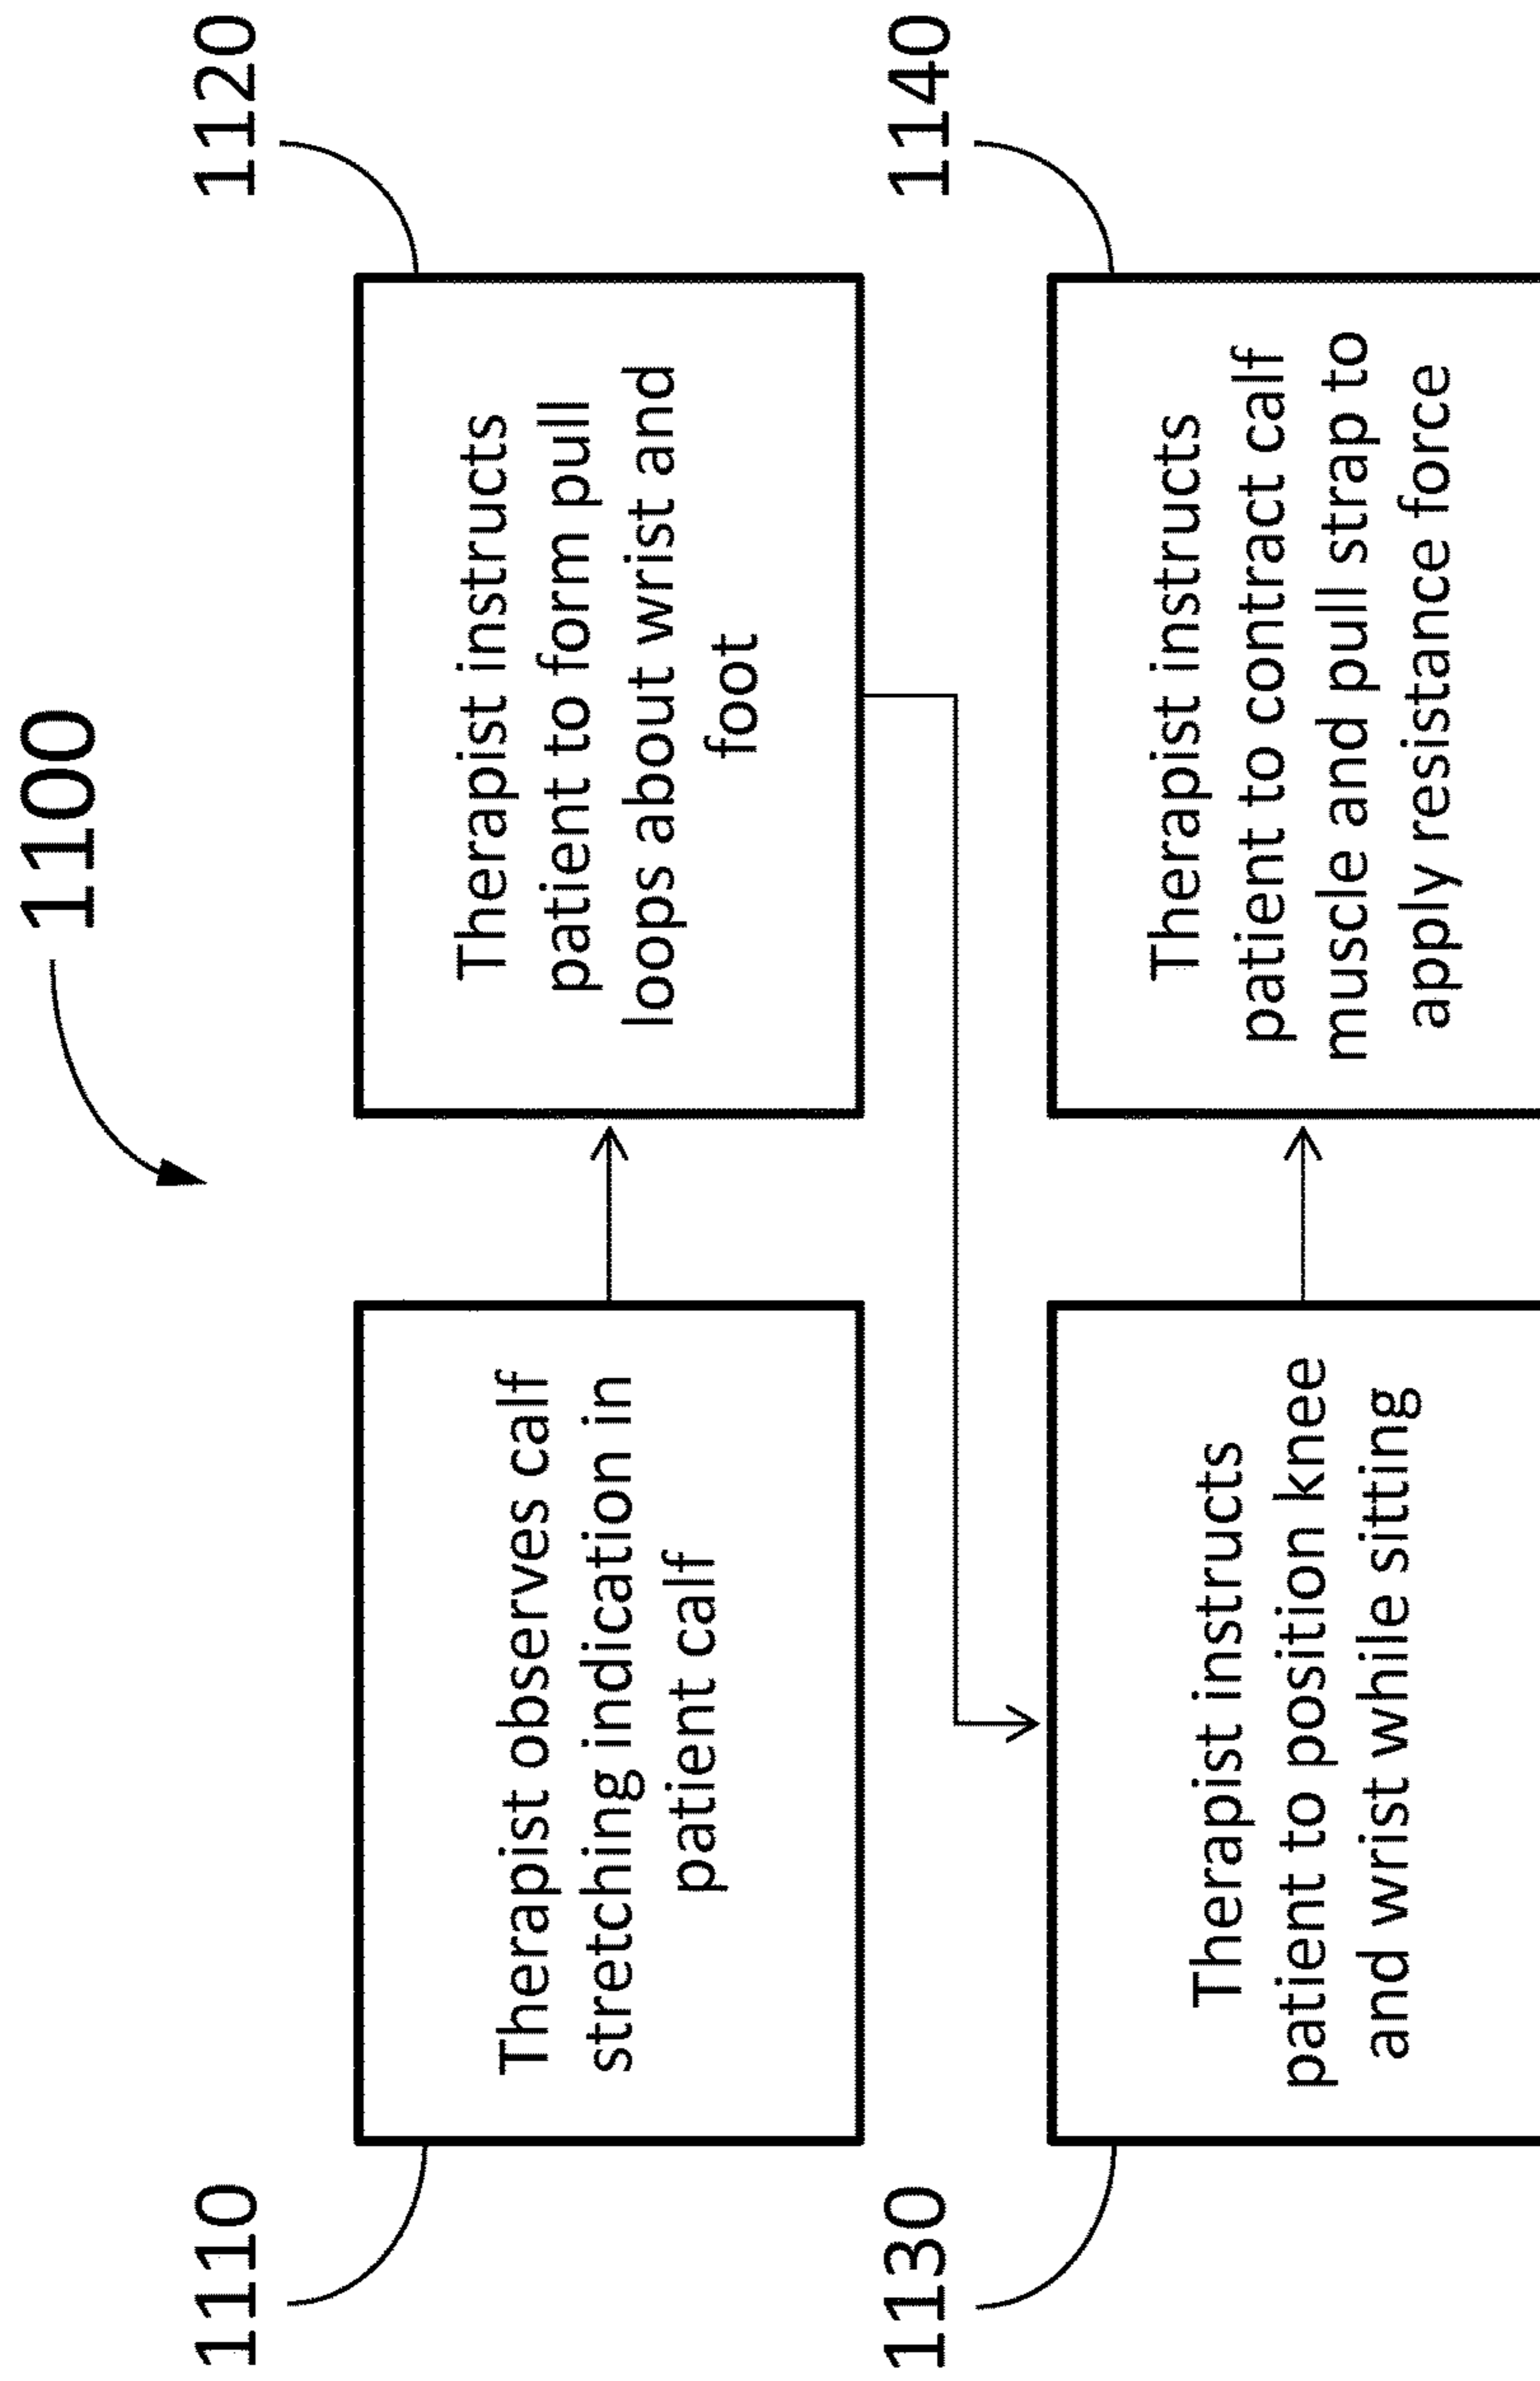 1100
1110
Therapist observes calf
stretching indication in
patient calf
1120
Therapist instructs
patient to form pull
loops about wrist and
foot
1130
Therapist instructs
patient to position knee
and wrist while sitting
1140
Therapist instructs
patient to contract calf
muscle and pull strap to
apply resistance force